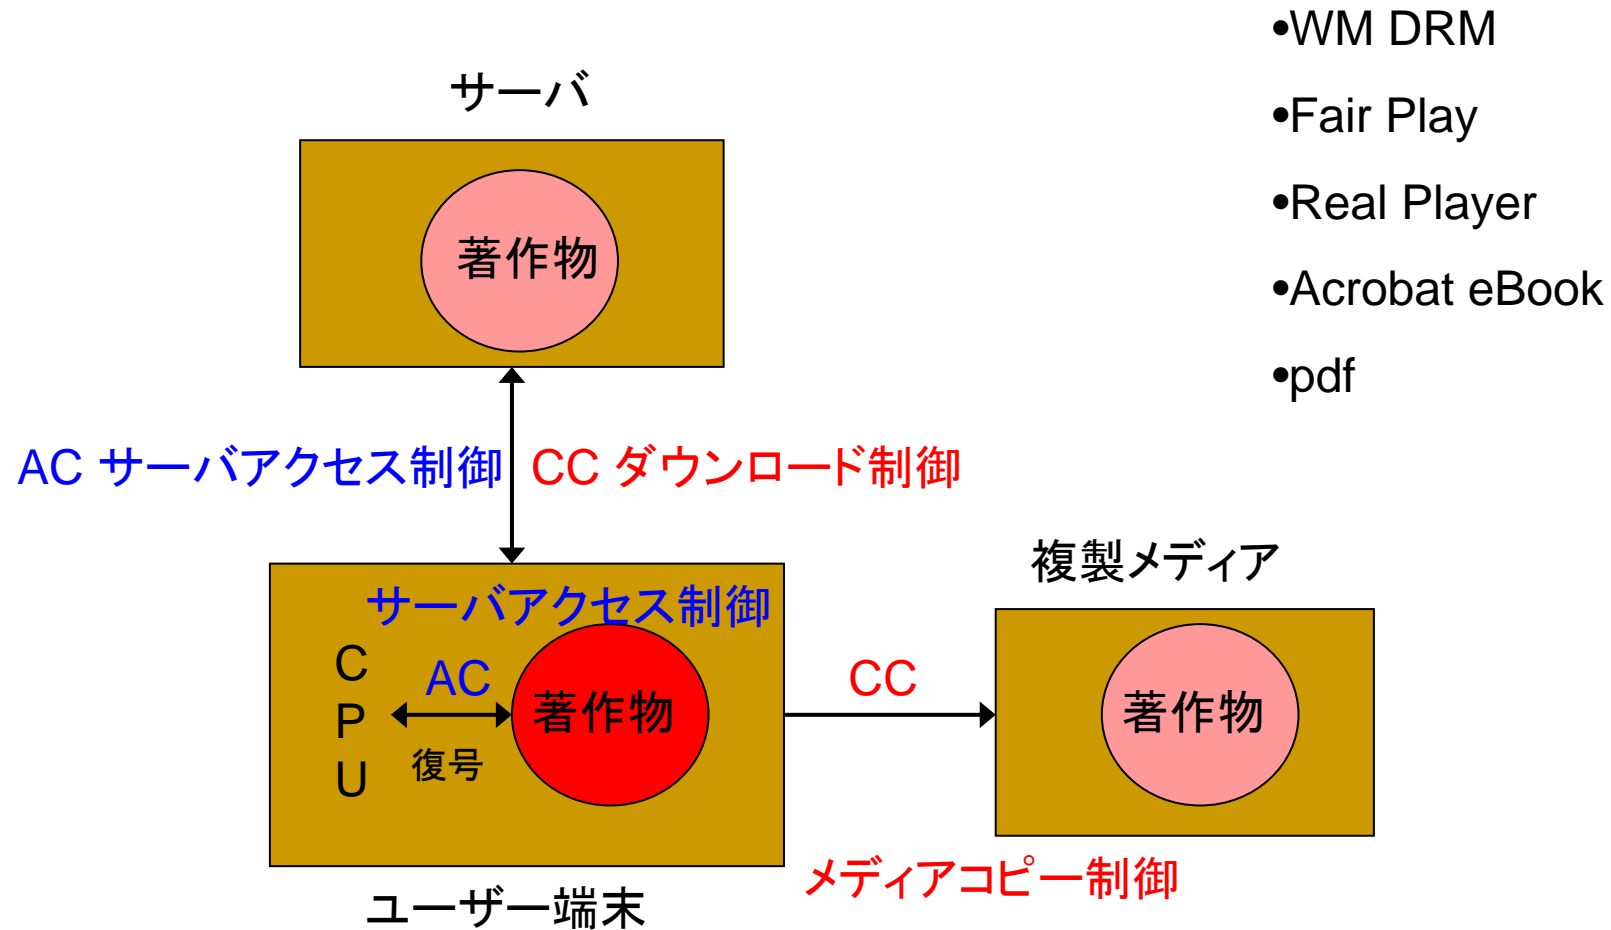 •WM DRM
•Fair Play
•Real Player
•Acrobat eBook
•pdf
サーバ
著作物
AC サーバアクセス制御
CC ダウンロード制御
サーバアクセス制御
C
P
U
AC
復号
著作物
ユーザー端末
CC
メディアコピー制御
複製メディア
著作物